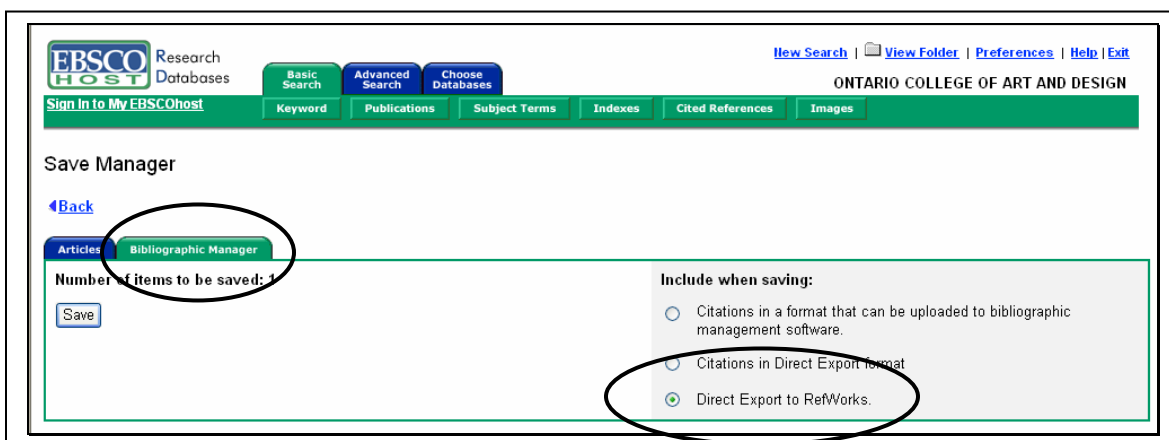 EBSCO Research
HOST Databases
New Search | View Folder | Preferences | Help | Exit
Basic Search
Advanced Search
Choose Databases
ONTARIO COLLEGE OF ART AND DESIGN
Sign In to My EBSCOhost
Keyword Publications Subject Terms Indexes Cited References Images
Save Manager
Back
Articles Bibliographic Manager
Number of items to be saved: 1
Save
Include when saving:
Citations in a format that can be uploaded to bibliographic
management software.
Citations in Direct Export format
Direct Export to RefWorks.